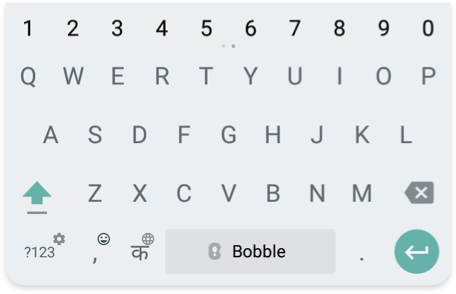 1 2 3 4 5 6 7 8 9 0
Q W E R T Y U I O P
A S D F G H J K L
Z X C V B N M
?123 , क Bobble .